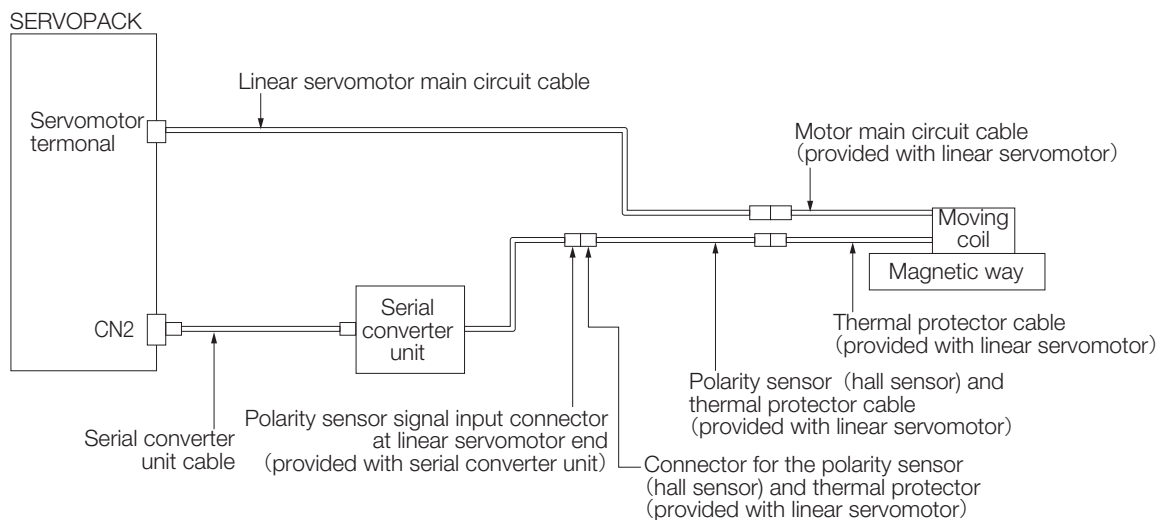 SERVOPACK
Linear servomotor main circuit cable
Servomotor
termonal
Motor main circuit cable
(provided with linear servomotor)
Moving
coil
Magnetic way
CN2
Serial
converter
unit
Thermal protector cable
(provided with linear servomotor)
Polarity sensor (hall sensor) and
thermal protector cable
(provided with linear servomotor)
Polarity sensor signal input connector
at linear servomotor end
(provided with serial converter unit)
Serial converter
unit cable
Connector for the polarity sensor
(hall sensor) and thermal protector
(provided with linear servomotor)